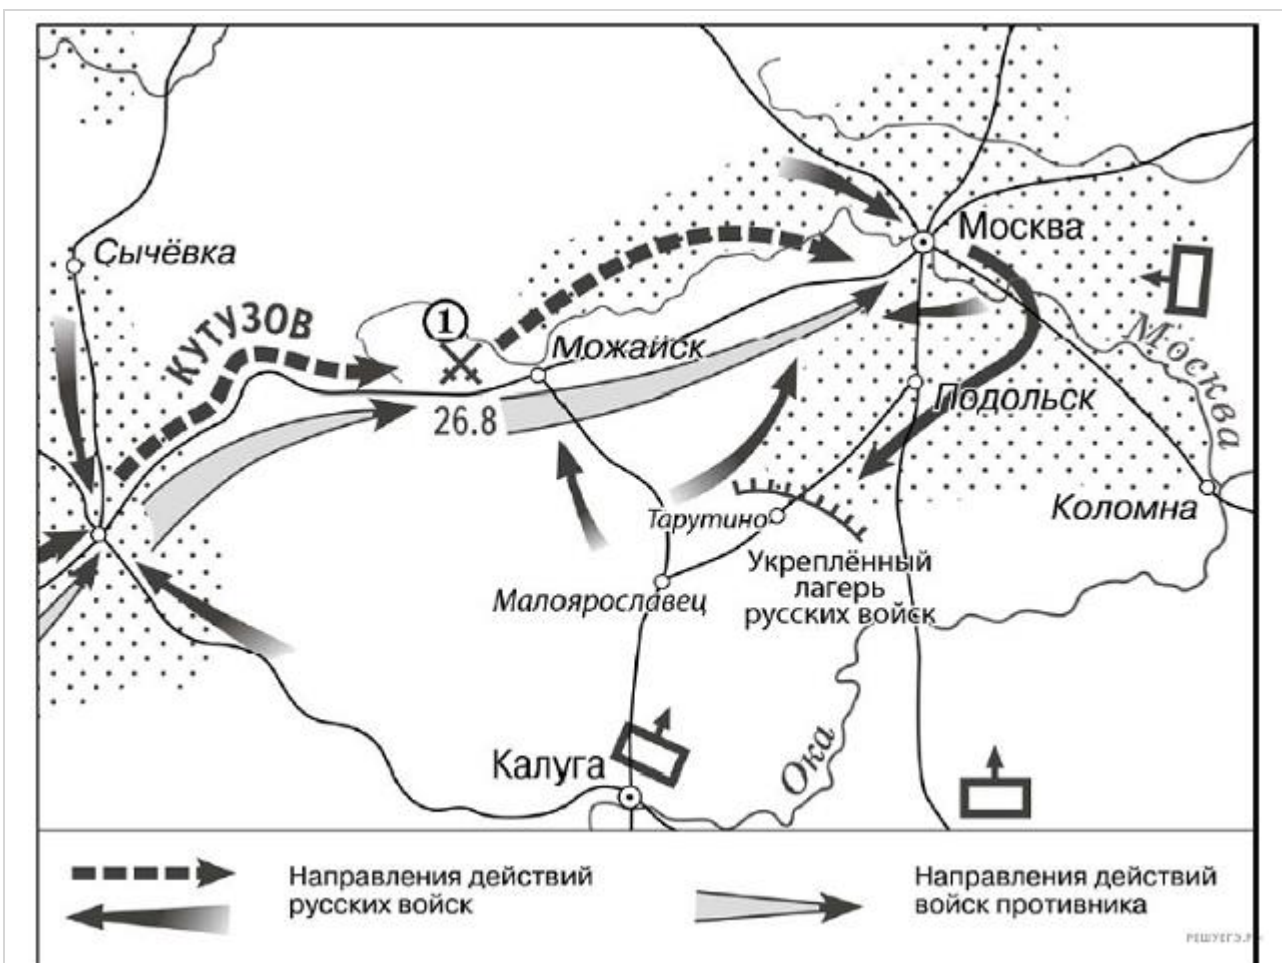 Москва
Сычёвка
КУТУЗОВ
1
Можайск
26.8
Москва
Подольск
Коломна
Тарутино
Укреплённый
лагерь
русских войск
Малоярославец
Калуга
Ока
Направления действий
русских войск
Направления действий
войск противника